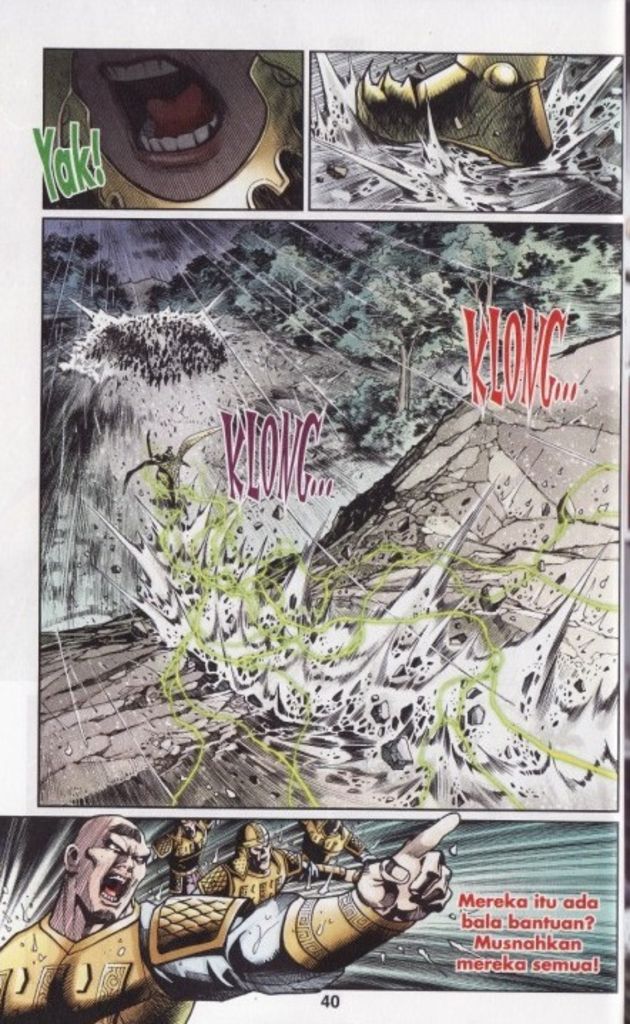 Yak!
KLONG...
KLONG...
Mereka itu ada
bala bantuan?
Musnahkan
mereka semua!
40